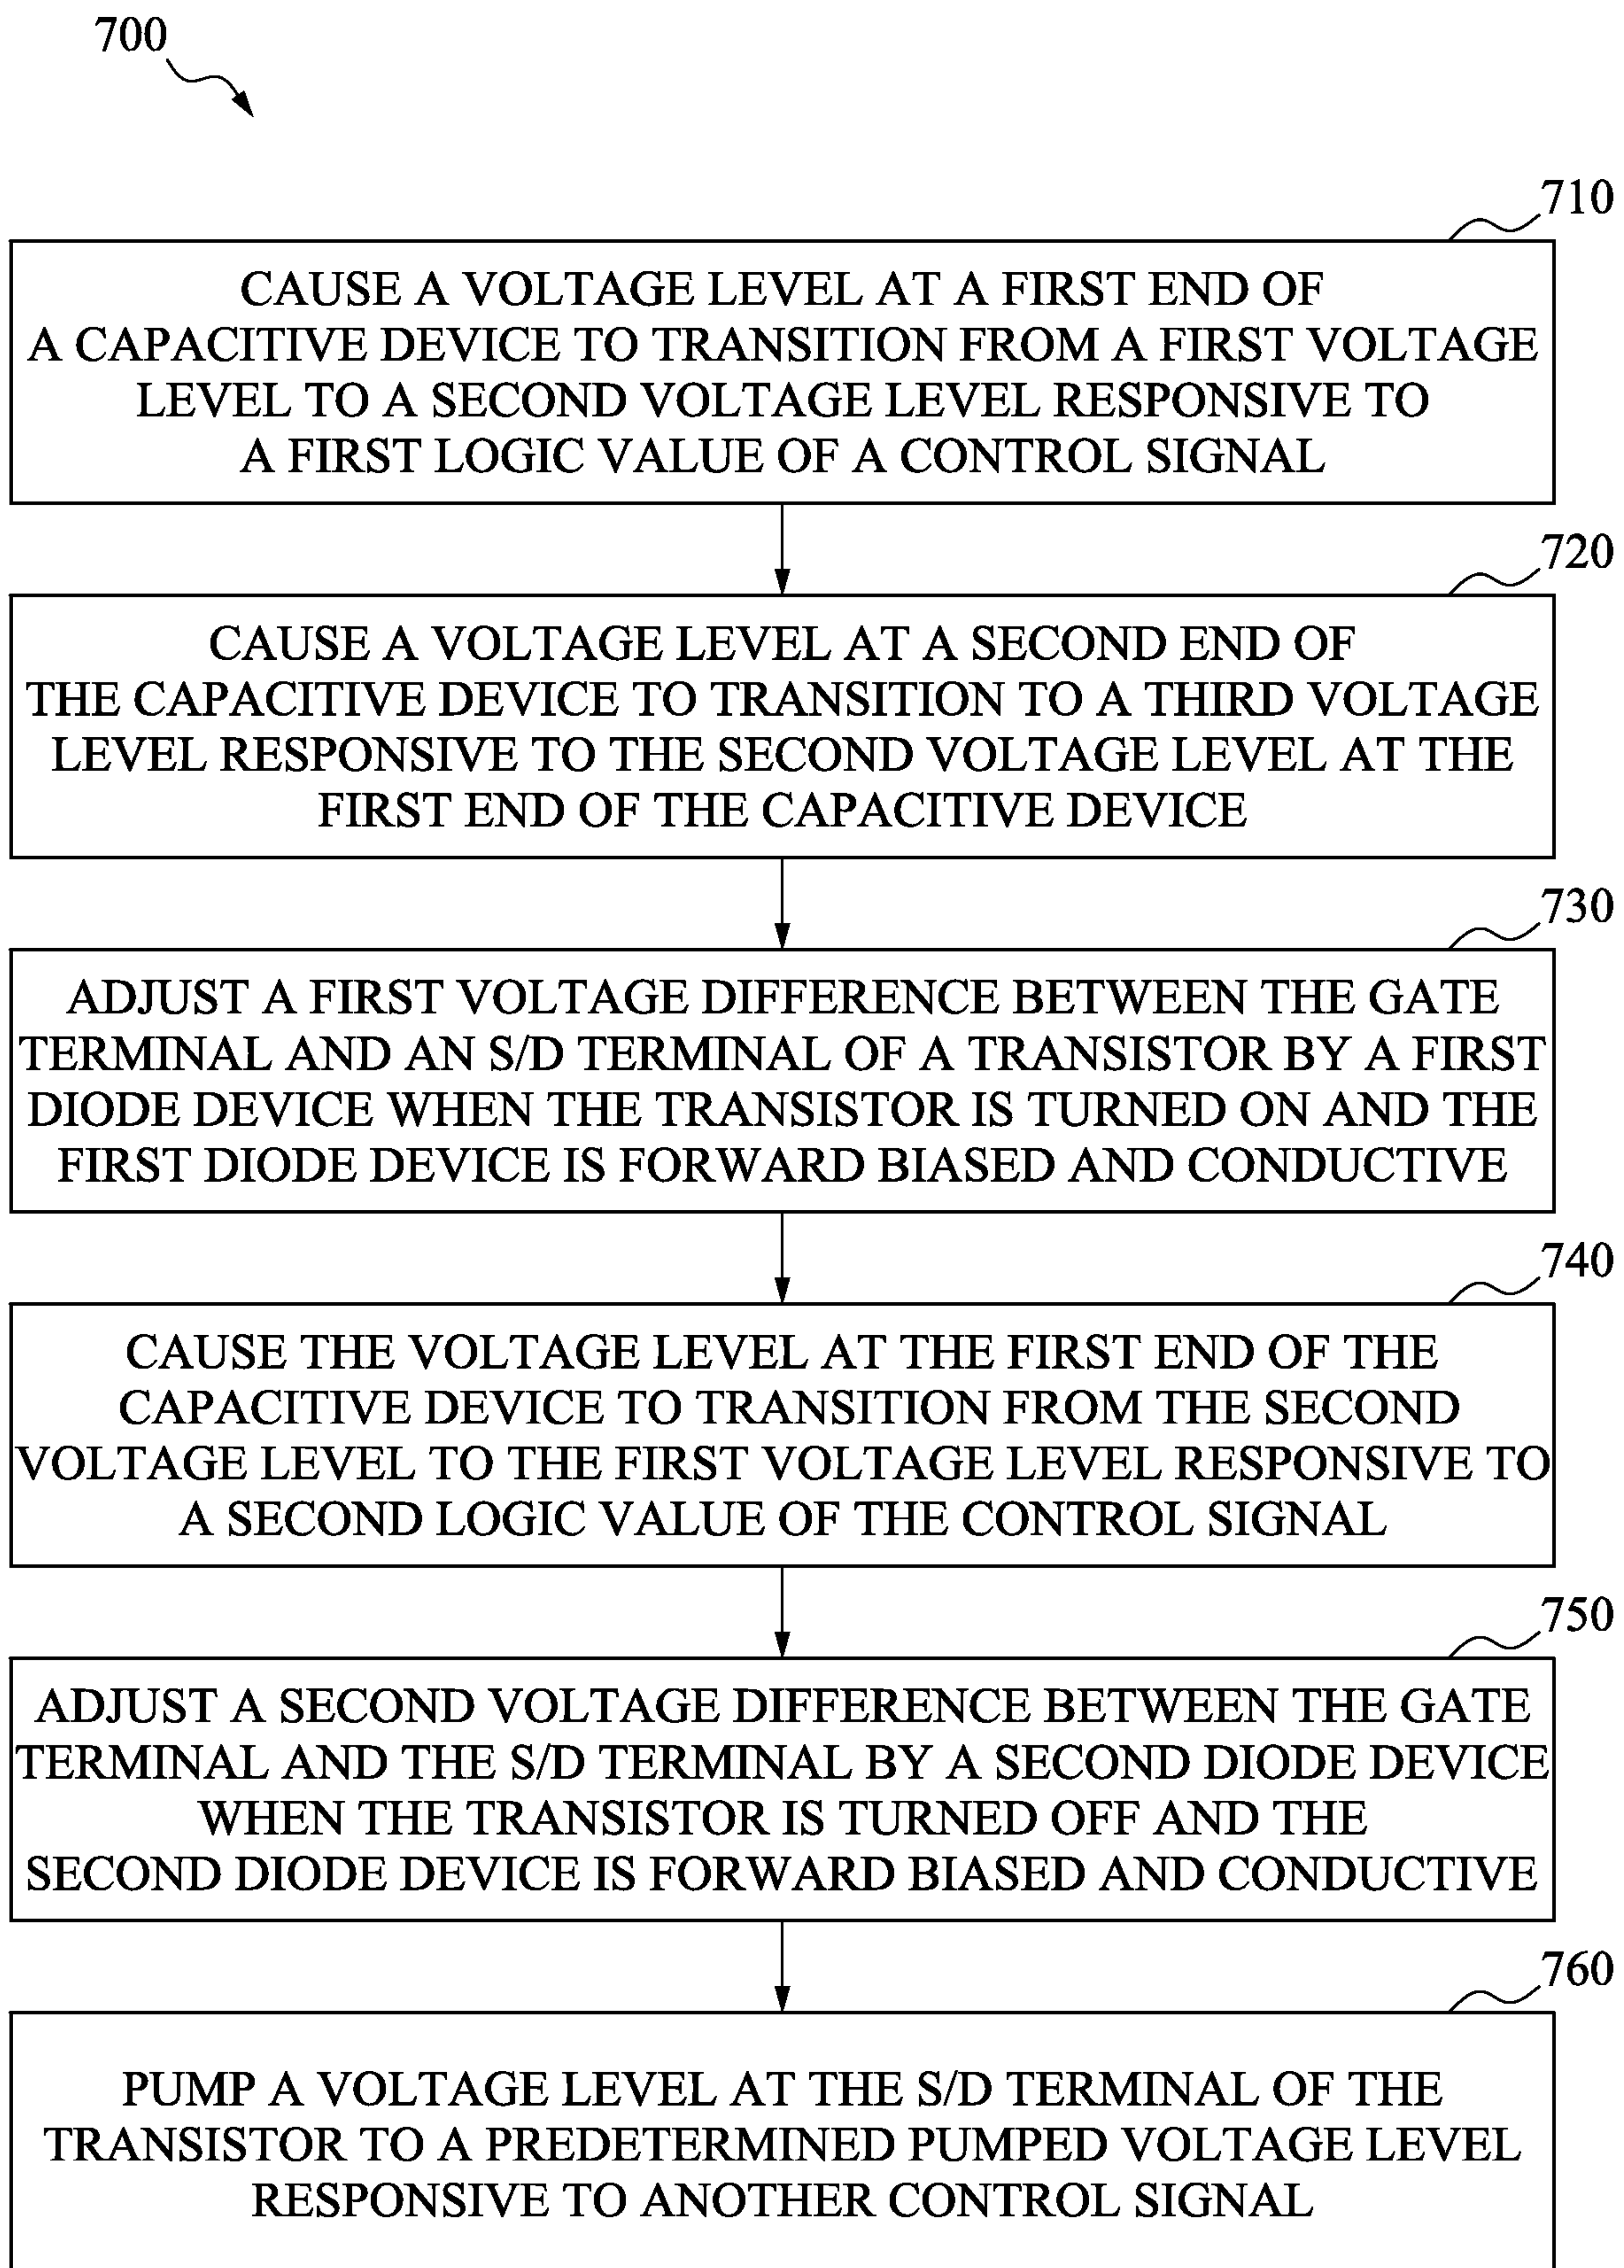 700
710
CAUSE A VOLTAGE LEVEL AT A FIRST END OF
A CAPACITIVE DEVICE TO TRANSITION FROM A FIRST VOLTAGE
LEVEL TO A SECOND VOLTAGE LEVEL RESPONSIVE TO
A FIRST LOGIC VALUE OF A CONTROL SIGNAL
720
CAUSE A VOLTAGE LEVEL AT A SECOND END OF
THE CAPACITIVE DEVICE TO TRANSITION TO A THIRD VOLTAGE
LEVEL RESPONSIVE TO THE SECOND VOLTAGE LEVEL AT THE
FIRST END OF THE CAPACITIVE DEVICE
730
ADJUST A FIRST VOLTAGE DIFFERENCE BETWEEN THE GATE
TERMINAL AND AN S/D TERMINAL OF A TRANSISTOR BY A FIRST
DIODE DEVICE WHEN THE TRANSISTOR IS TURNED ON AND THE
FIRST DIODE DEVICE IS FORWARD BIASED AND CONDUCTIVE
740
CAUSE THE VOLTAGE LEVEL AT THE FIRST END OF THE
CAPACITIVE DEVICE TO TRANSITION FROM THE SECOND
VOLTAGE LEVEL TO THE FIRST VOLTAGE LEVEL RESPONSIVE TO
A SECOND LOGIC VALUE OF THE CONTROL SIGNAL
750
ADJUST A SECOND VOLTAGE DIFFERENCE BETWEEN THE GATE
TERMINAL AND THE S/D TERMINAL BY A SECOND DIODE DEVICE
WHEN THE TRANSISTOR IS TURNED OFF AND THE
SECOND DIODE DEVICE IS FORWARD BIASED AND CONDUCTIVE
760
PUMP A VOLTAGE LEVEL AT THE S/D TERMINAL OF THE
TRANSISTOR TO A PREDETERMINED PUMPED VOLTAGE LEVEL
RESPONSIVE TO ANOTHER CONTROL SIGNAL